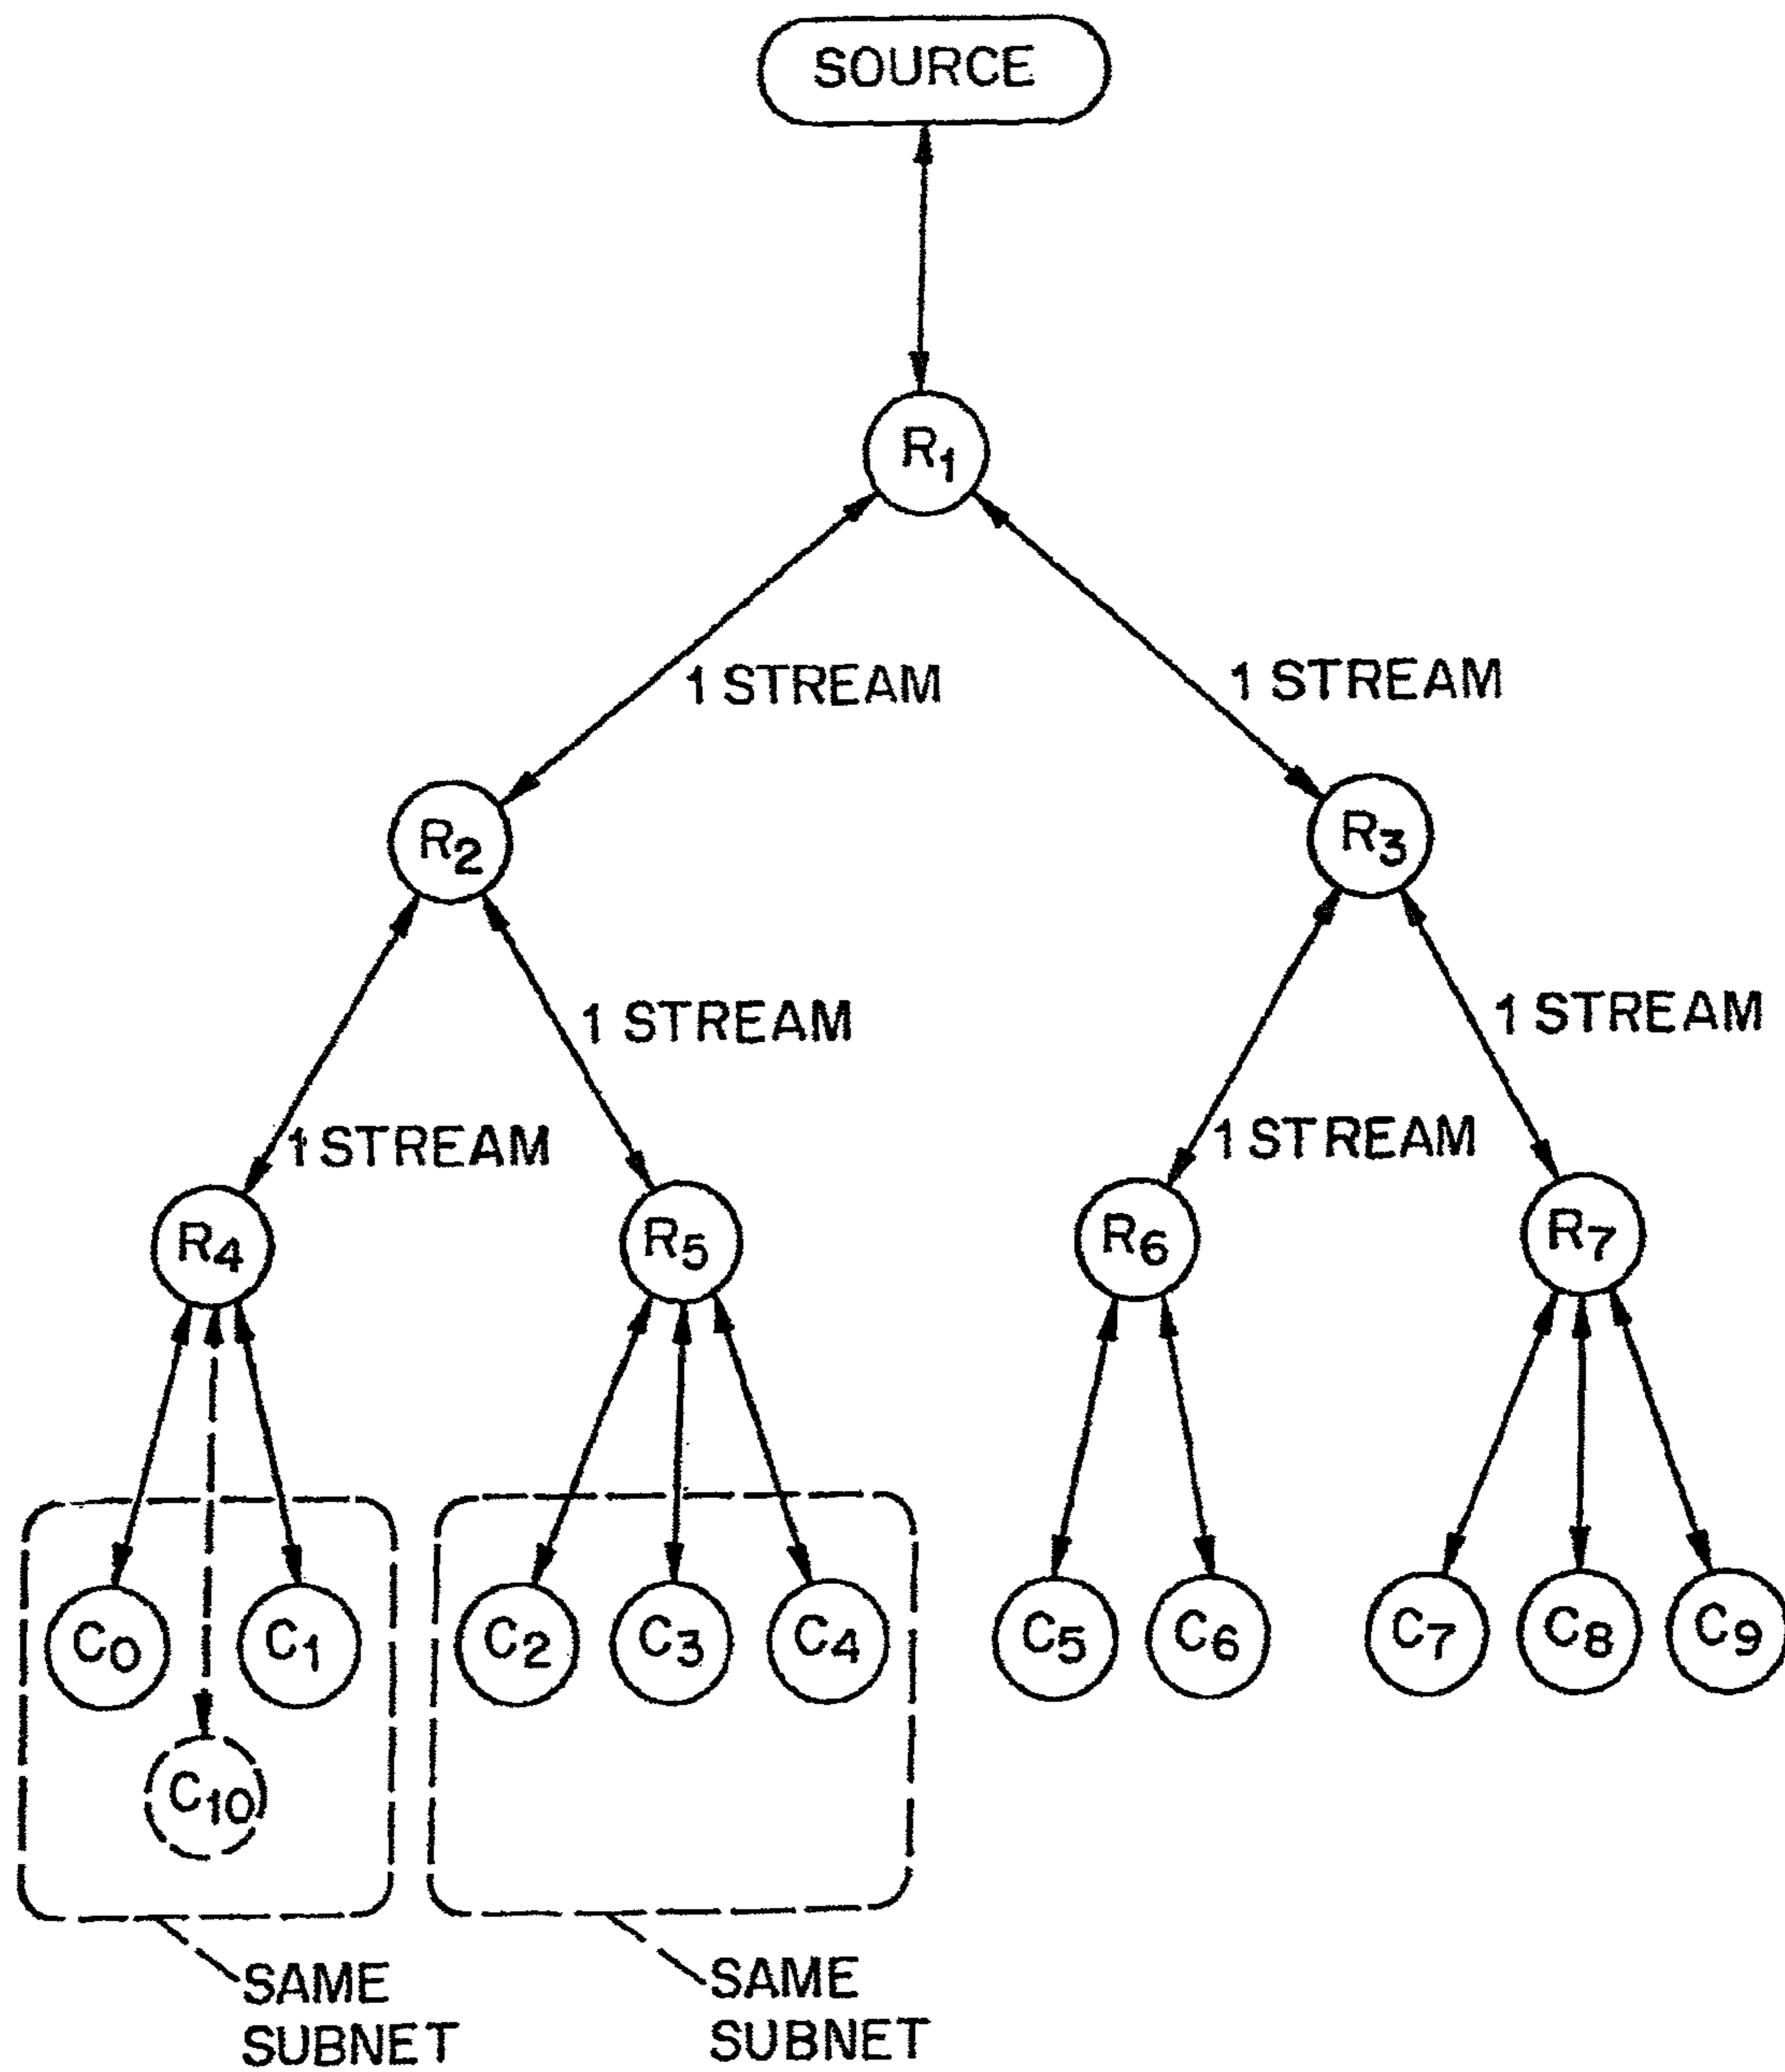 SOURCE
R1
1 STREAM
1 STREAM
R2
R3
1 STREAM
1 STREAM
1 STREAM
1 STREAM
R4
R5
R6
R7
C0
C1
C2
C3
C4
C5
C6
C7
C8
C9
C10
SAME
SUBNET
SAME
SUBNET